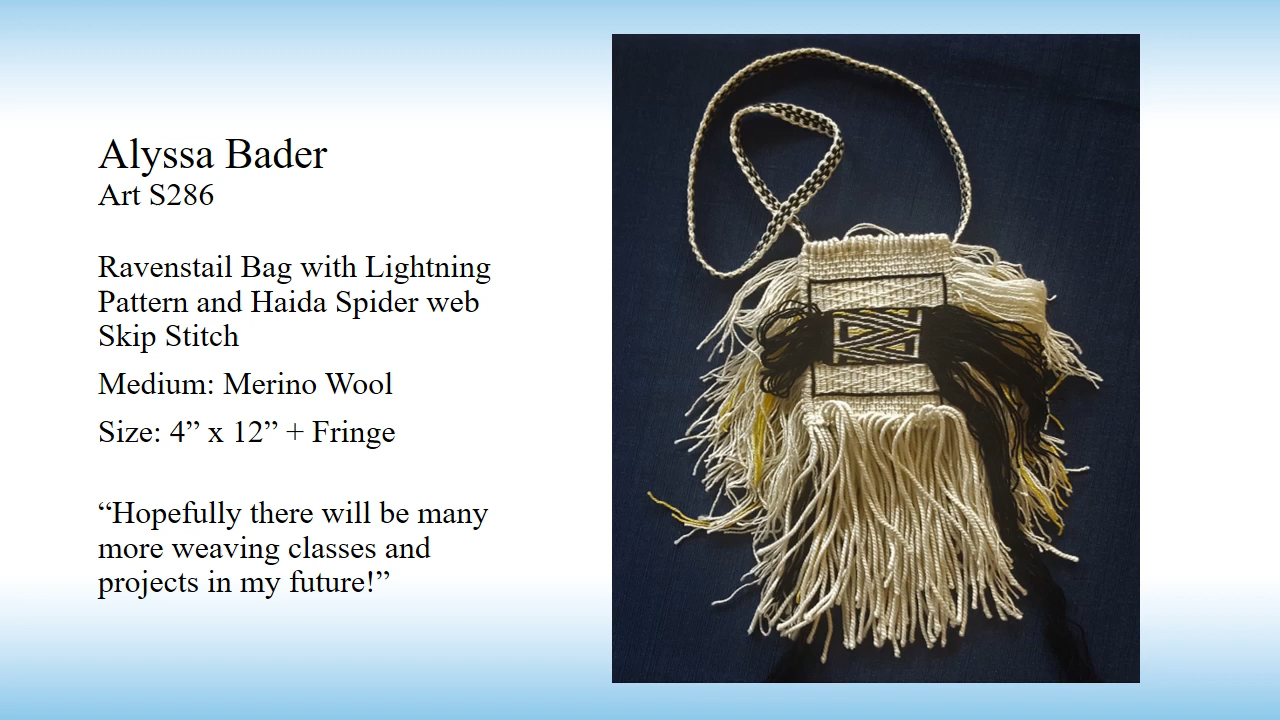 Alyssa Bader
Art S286
Ravenstail Bag with Lightning
Pattern and Haida Spider web
Skip Stitch
Medium: Merino Wool
Size: 4” x 12” + Fringe
“Hopefully there will be many
more weaving classes and
projects in my future!”